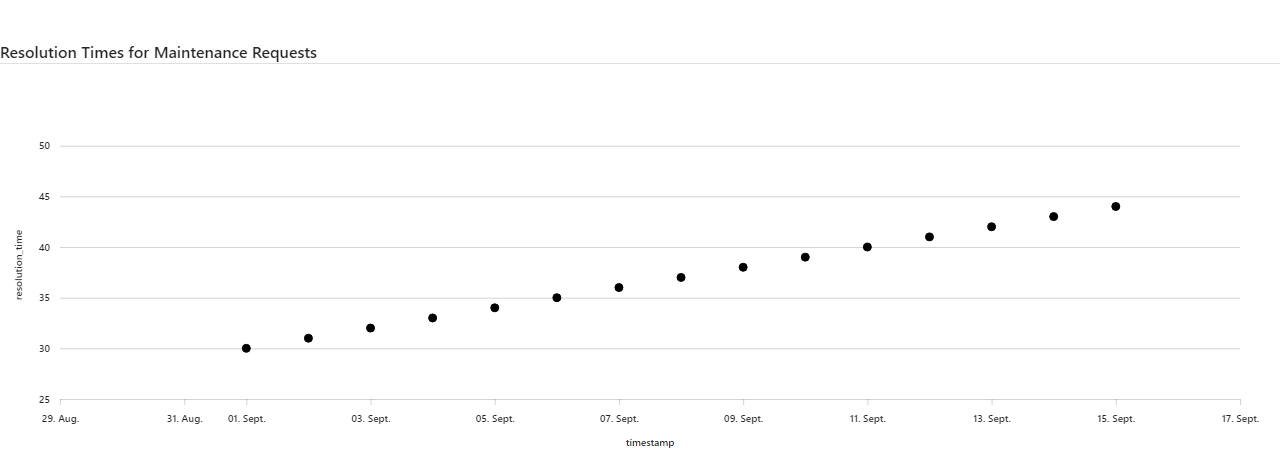 Resolution Times for Maintenance Requests
50
45
40
35
30
25
resolution_time
29. Aug. 31. Aug. 01. Sept. 03. Sept. 05. Sept. 07. Sept. 09. Sept. 11. Sept. 13. Sept. 15. Sept. 17. Sept.
timestamp